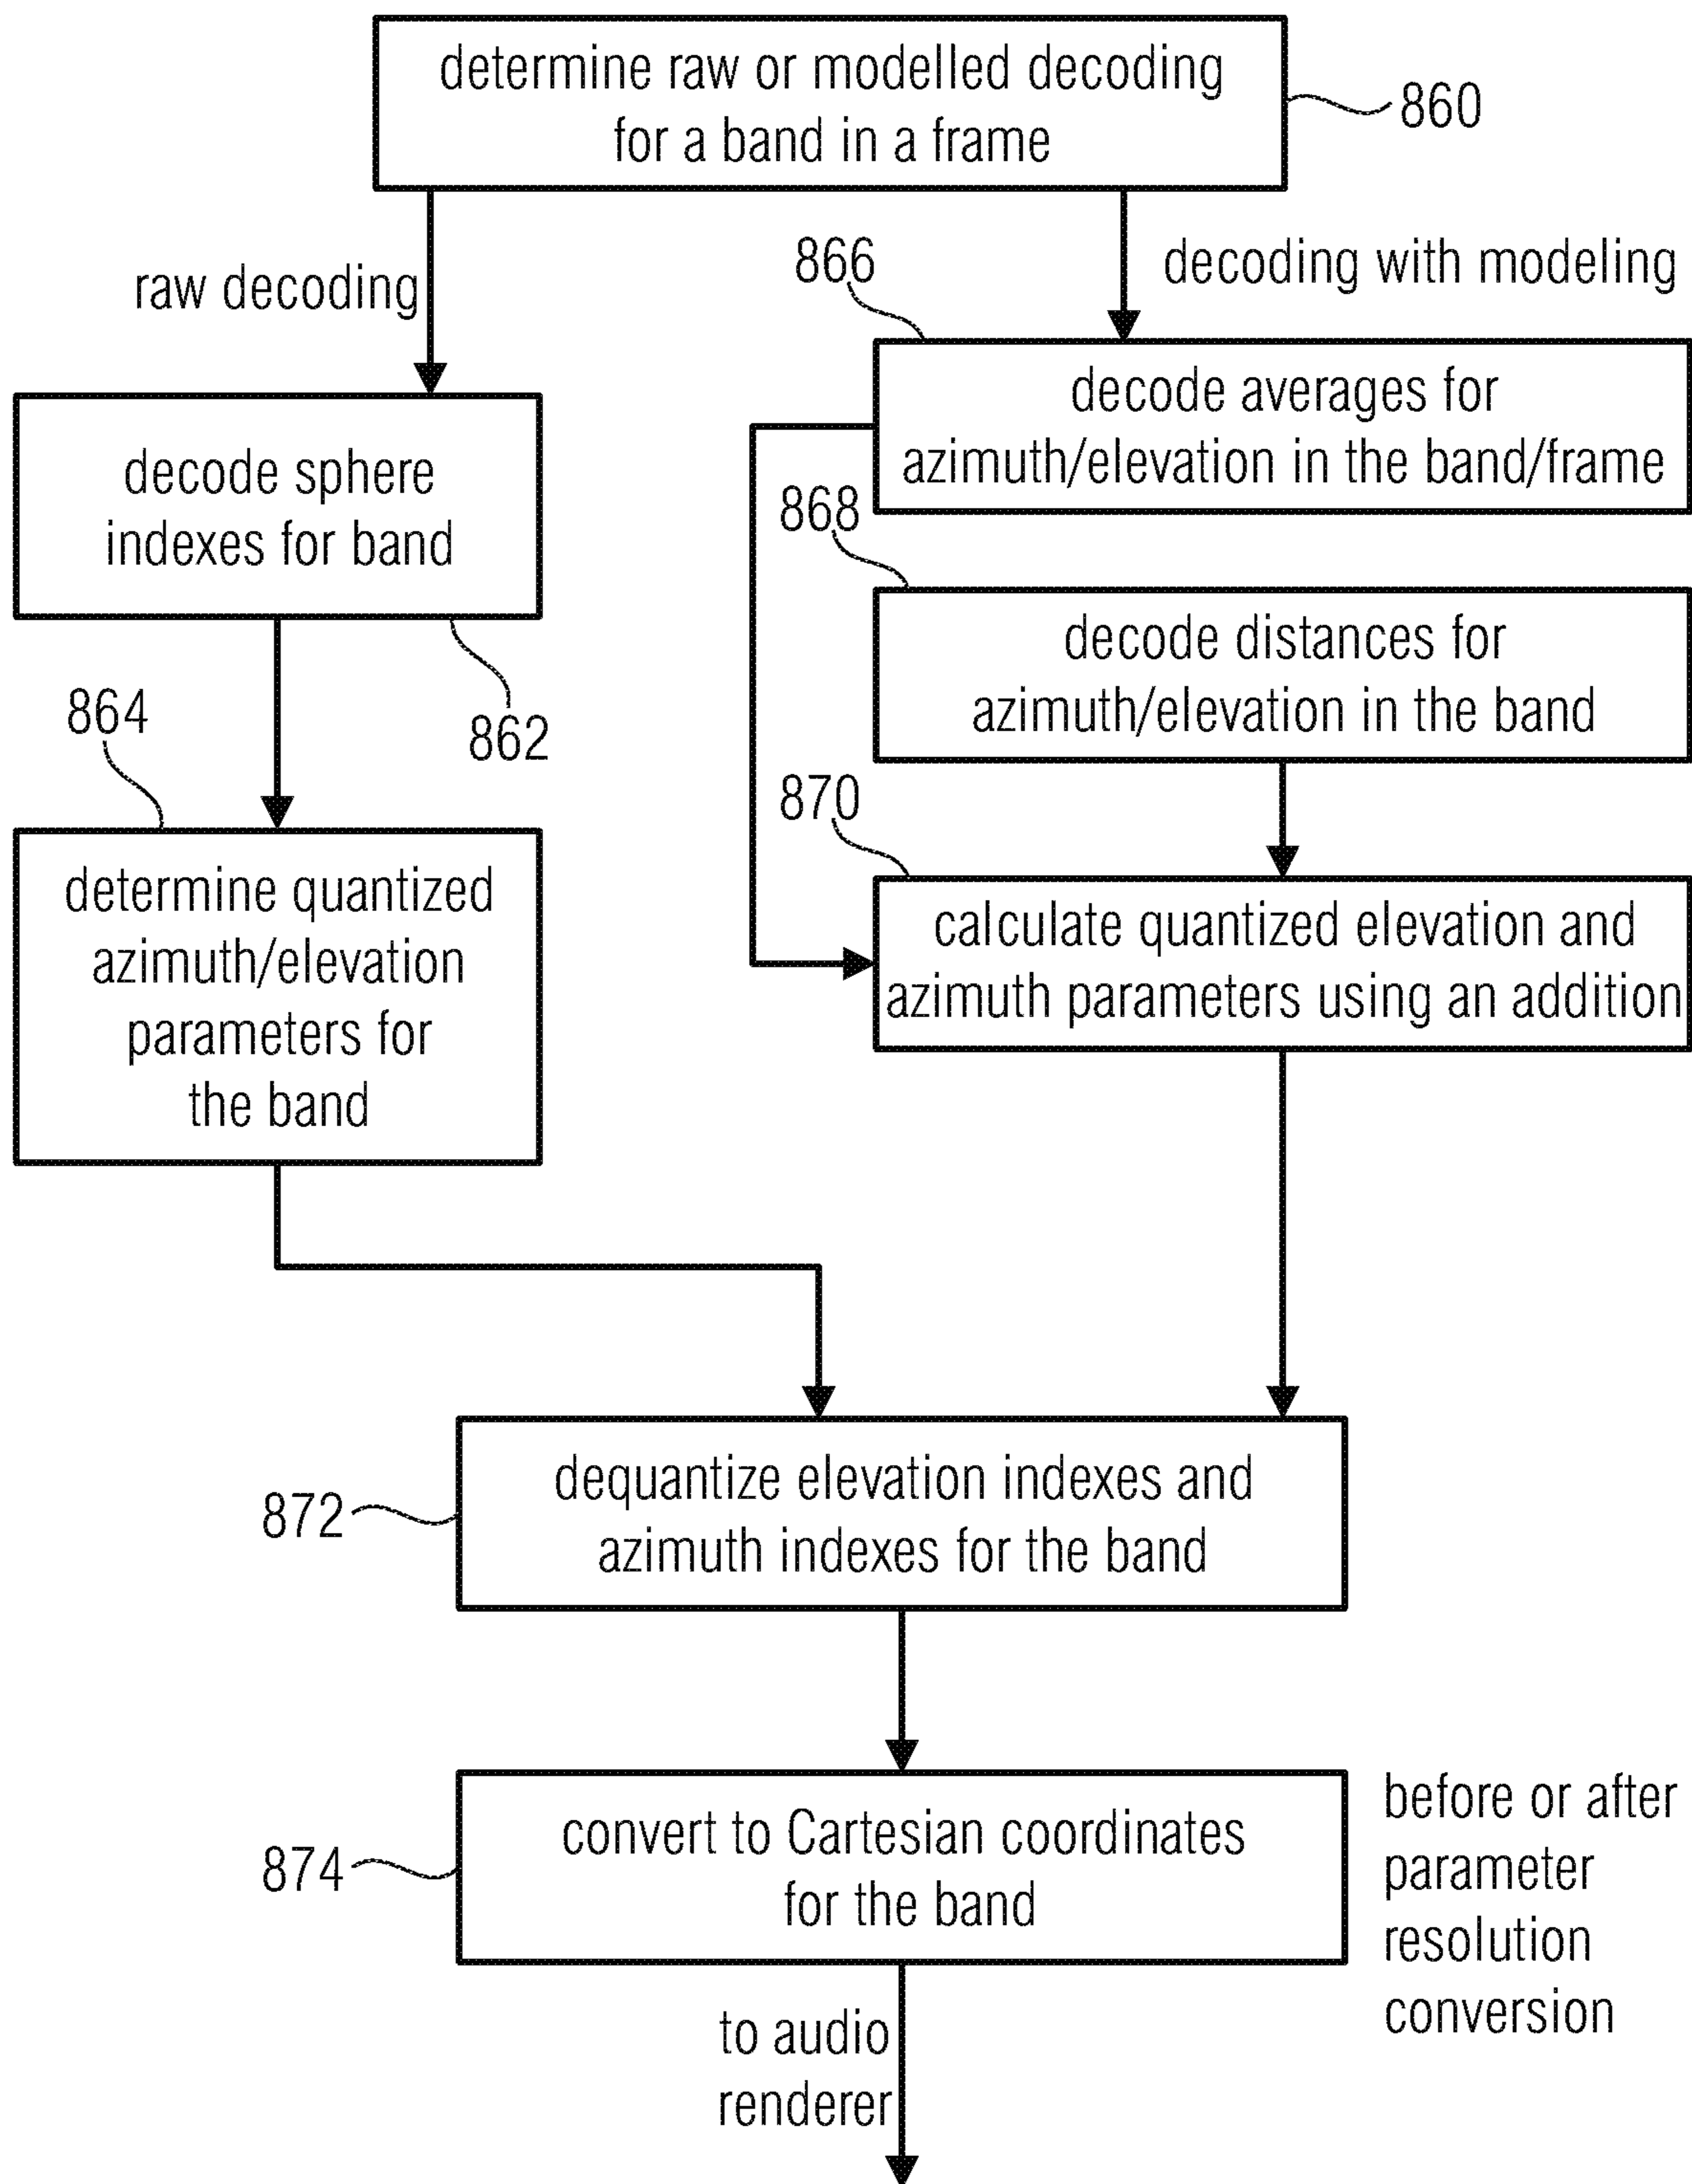 determine raw or modelled decoding
for a band in a frame
860
raw decoding
866
decoding with modeling
decode averages for
azimuth/elevation in the band/frame
decode sphere
indexes for band
862
868
decode distances for
azimuth/elevation in the band
864
determine quantized
azimuth/elevation
parameters for
the band
870
calculate quantized elevation and
azimuth parameters using an addition
872
dequantize elevation indexes and
azimuth indexes for the band
874
convert to Cartesian coordinates
for the band
before or after
parameter
resolution
conversion
to audio
renderer